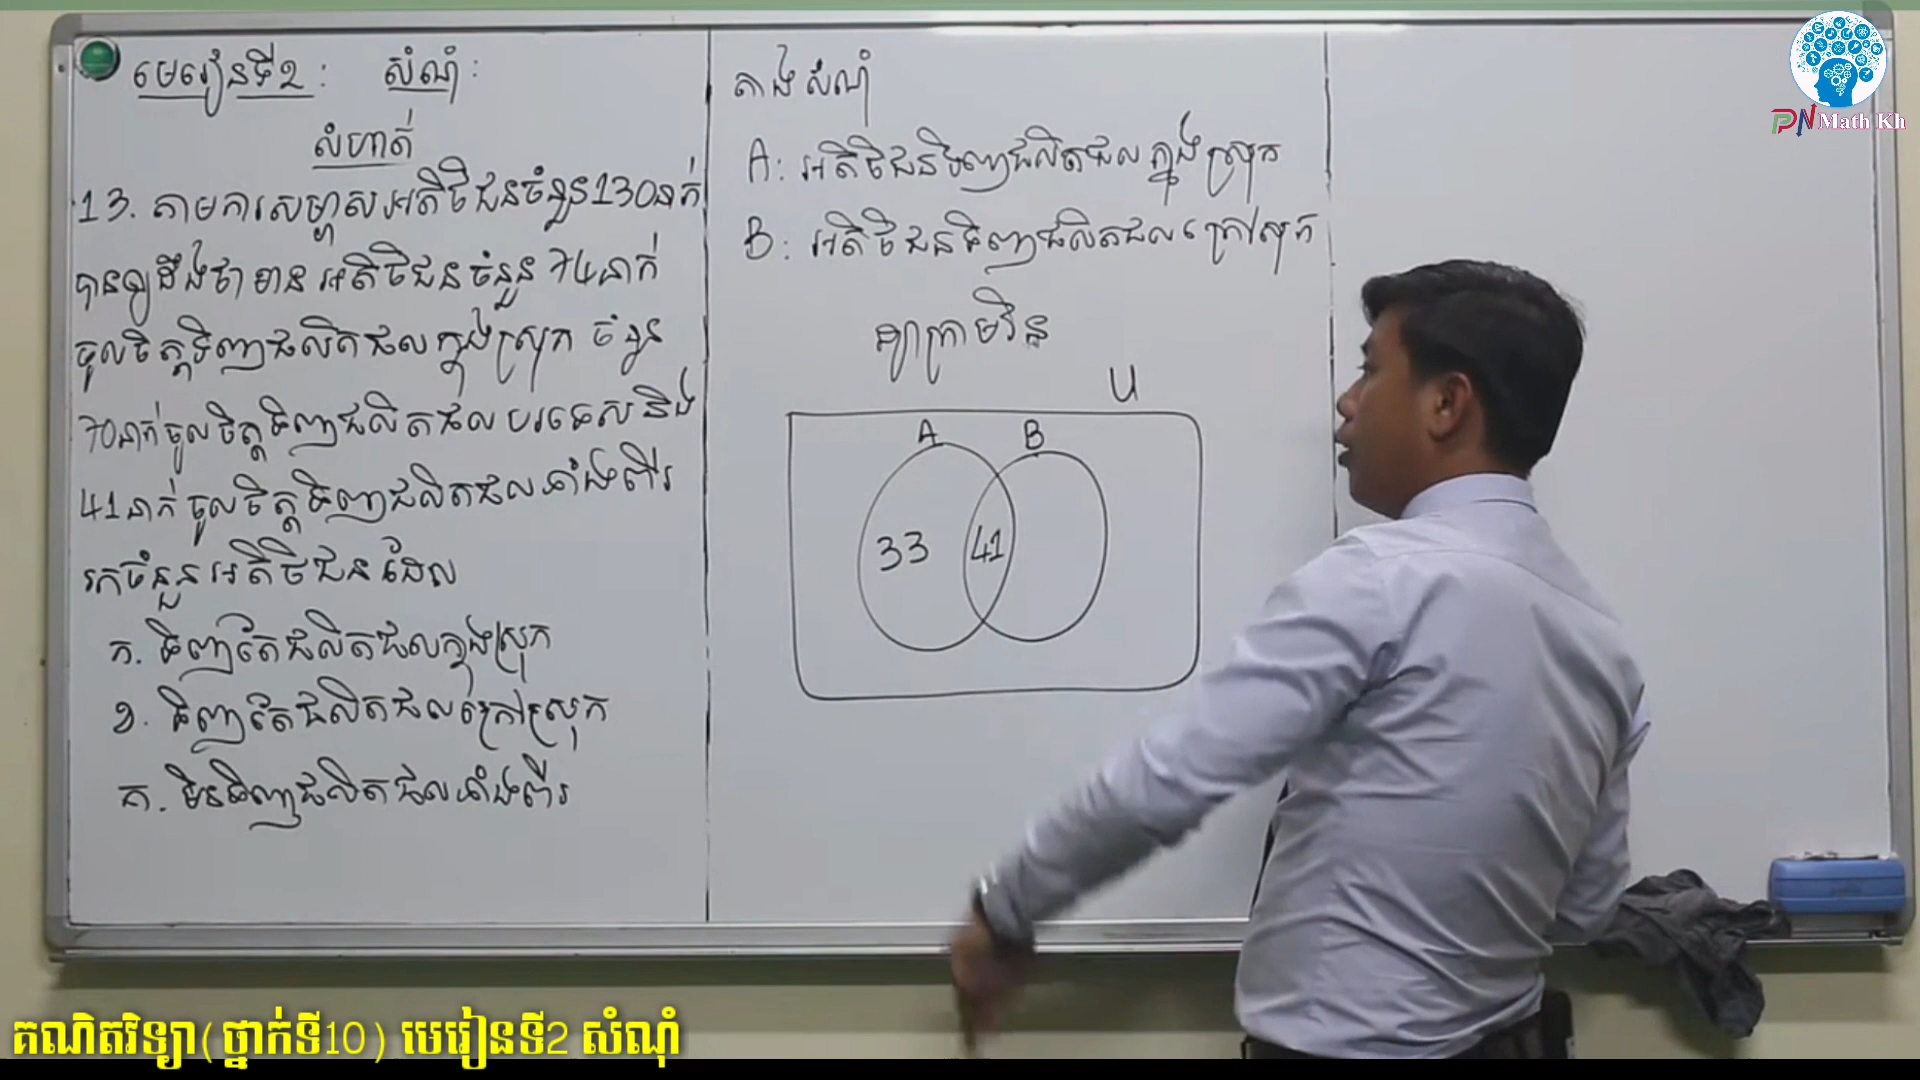 មេរៀនទី២ : សំណុំ :
សំហាត់
13. តាមការសម្ភាសអតិថិជនចំនួន130នាក់
បានឲ្យដឹងថា មាន អតិថិជនចំនួន 74នាក់
ចូលចិត្តទិញផលិតផលក្នុងស្រុក ចំនួន
70នាក់ចូលចិត្តទិញផលិតផល បរទេស និង
41នាក់ ចូលចិត្តទិញផលិតផលទាំងពីរ
រកចំនួនអតិថិជនដែល
ក. ទិញតែផលិតផលក្នុងស្រុក
ខ. ទិញតែផលិតផលក្រៅស្រុក
គ. មិនទិញផលិតផលទាំងពីរ
តាងសំណុំ
A: អតិថិជនទិញផលិតផលក្នុងស្រុក
B: អតិថិជនទិញផលិតផលក្រៅស្រុក
ដ្យាក្រាមវ៉ែន
U
A B
33 41
PN Math Kh
គណិតវិទ្យា(ថ្នាក់ទី10) មេរៀនទី2 សំណុំ